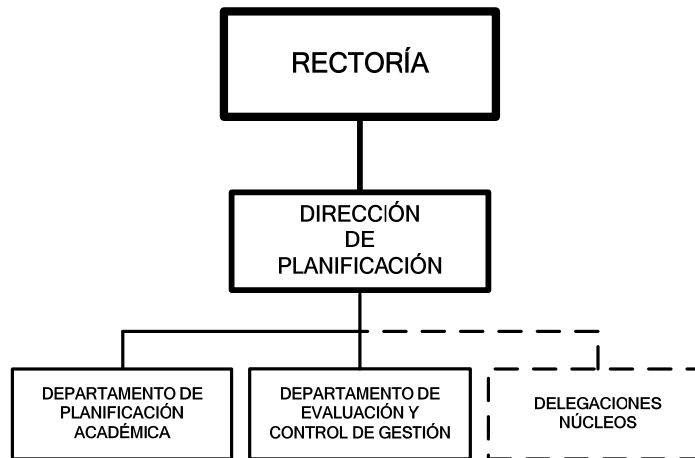 RECTORÍA
DIRECCIÓN
DE
PLANIFICACIÓN
DEPARTAMENTO DE
PLANIFICACIÓN
ACADÉMICA
DEPARTAMENTO DE
EVALUACIÓN Y
CONTROL DE GESTIÓN
DELEGACIONES
NÚCLEOS